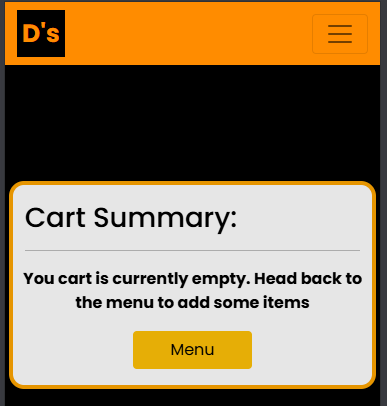 D's
Cart Summary:
You cart is currently empty. Head back to
the menu to add some items
Menu